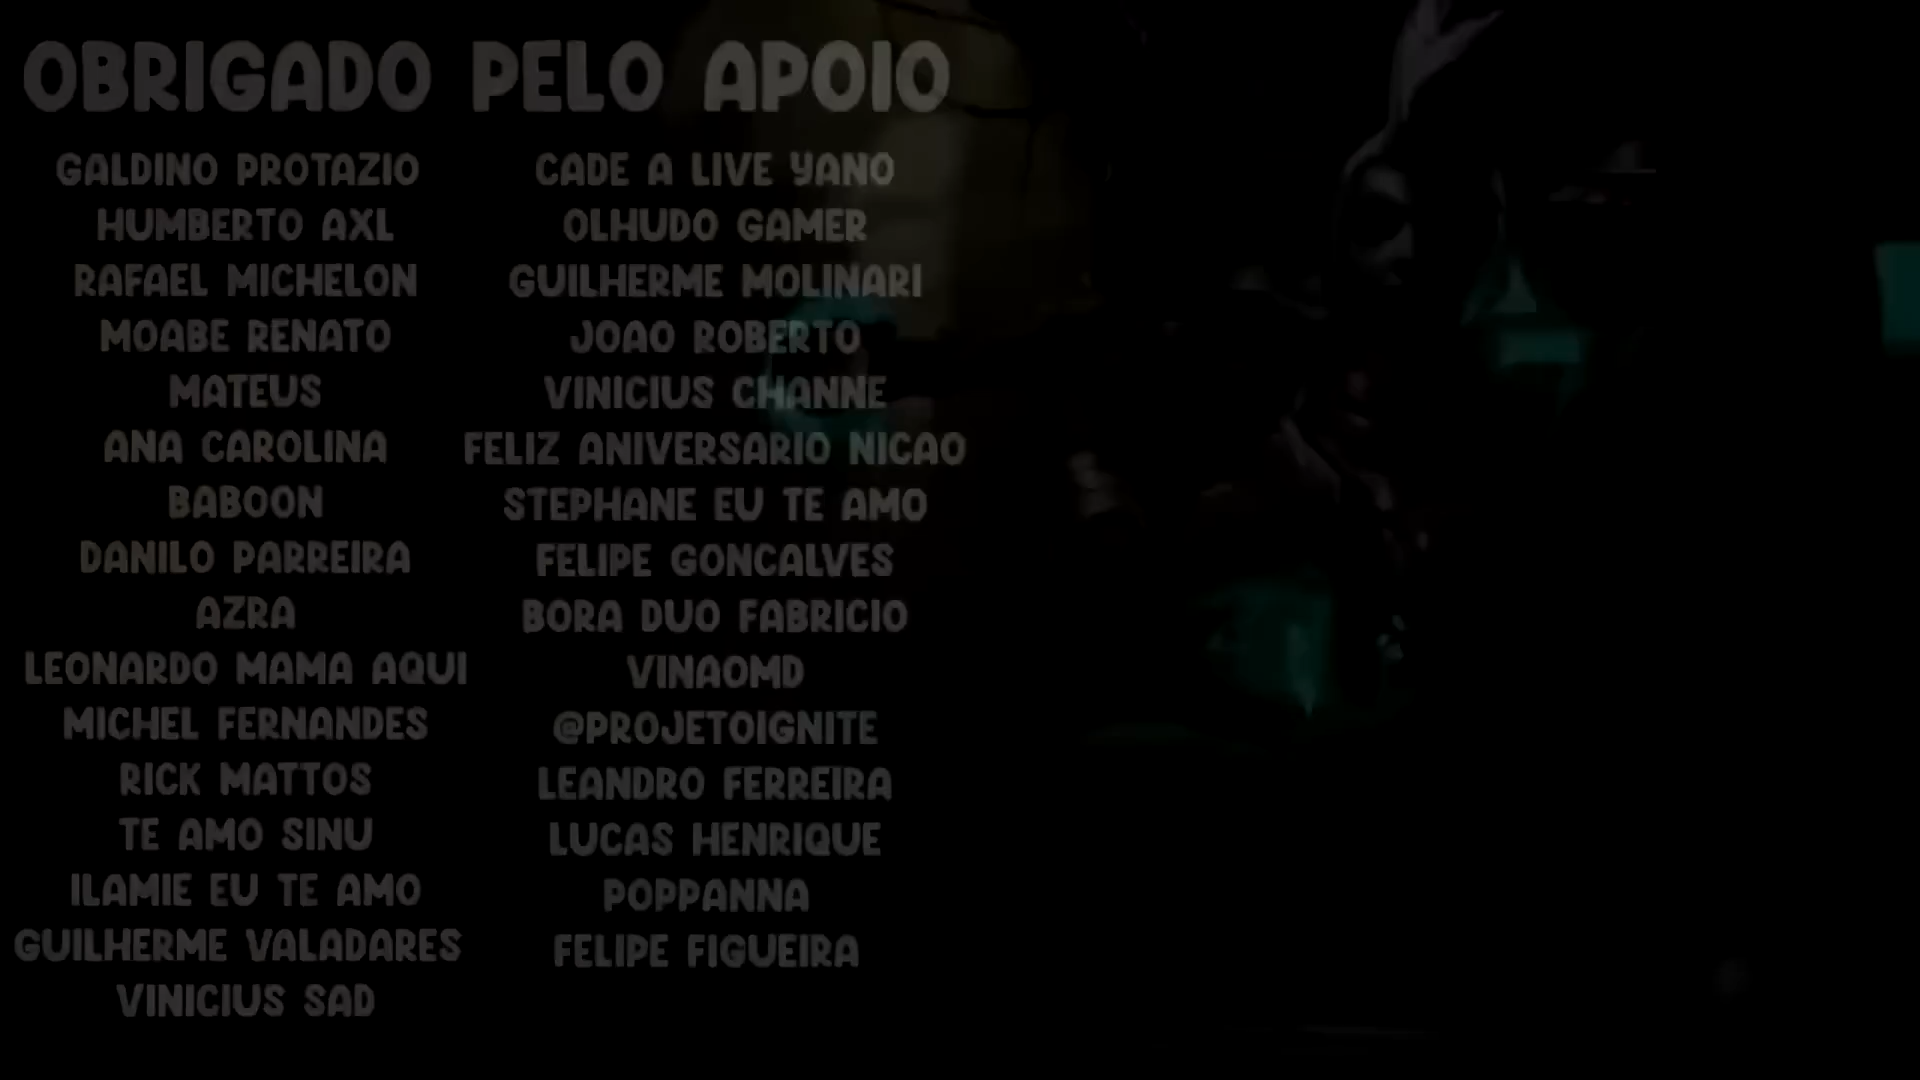 OBRIGADO PELO APOIO
GALDINO PROTAZIO
HUMBERTO AXL
RAFAEL MICHELON
MOABE RENATO
MATEUS
ANA CAROLINA
BABOON
DANILO PARREIRA
AZRA
LEONARDO MAMA AQUI
MICHEL FERNANDES
RICK MATTOS
TE AMO SINU
ILAMIE EU TE AMO
GUILHERME VALADARES
VINICIUS SAD
CADE A LIVE YANO
OLHUDO GAMER
GUILHERME MOLINARI
JOAO ROBERTO
VINICIUS CHANNE
FELIZ ANIVERSARIO NICAO
STEPHANE EU TE AMO
FELIPE GONCALVES
BORA DUO FABRICIO
VINAOMD
@PROJETOIGNITE
LEANDRO FERREIRA
LUCAS HENRIQUE
POPPANNA
FELIPE FIGUEIRA